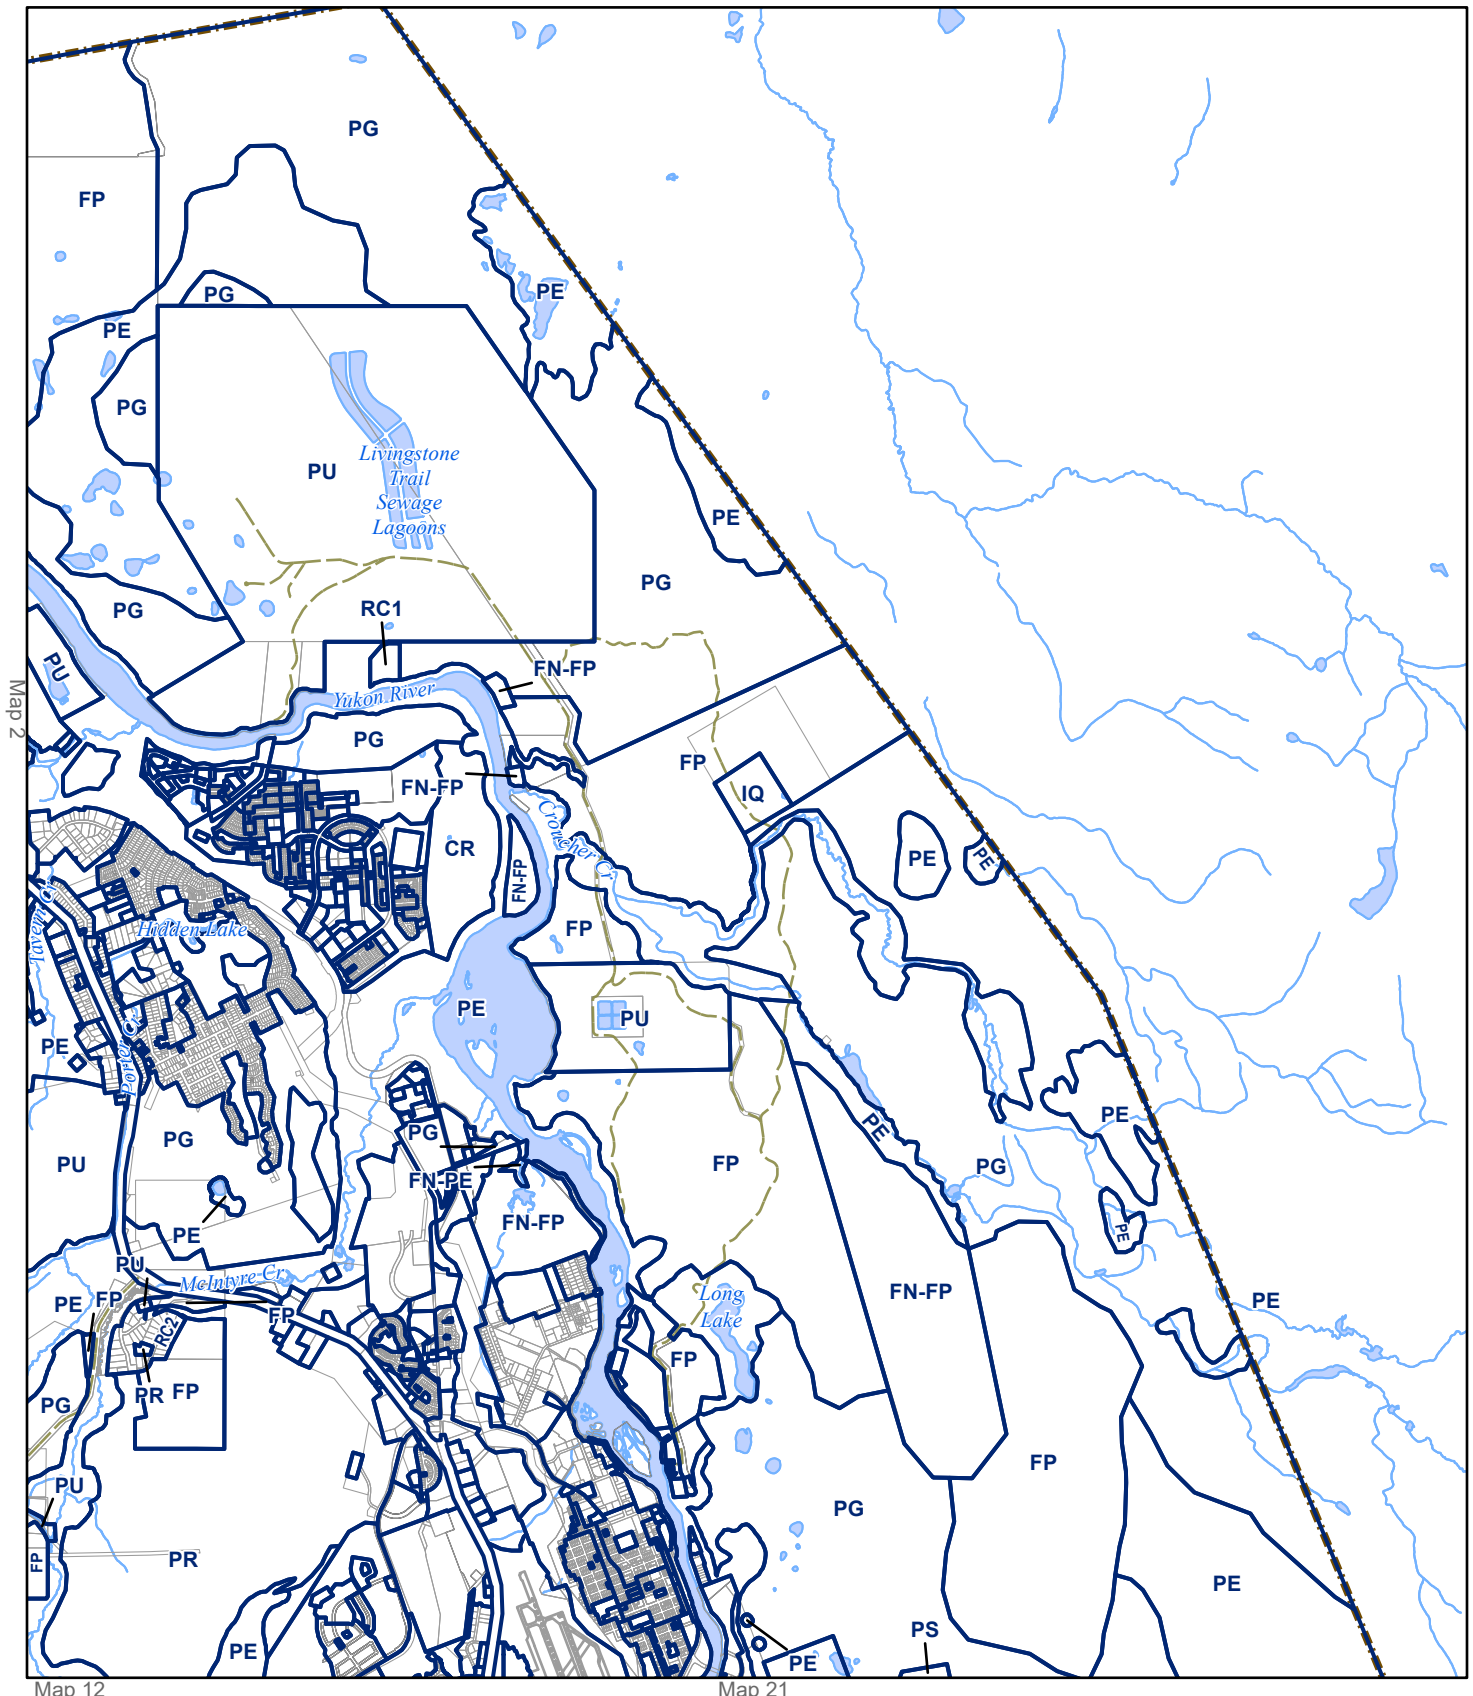 PG
FP
PE
PG
PE
PG
PU
Livingstone
Trail
Sewage
Lagoons
PE
PG
PG
RC1
PU
FN-FP
Yukon River
Map 2
PG
FP
FN-FP
IQ
Croucher Cr
CR
PE
PE
FN-FP
Hidden Lake
FP
PE
PU
PE
Porter Cr
PE
PE
PG
PG
PU
FP
PG
FN-PE
FN-FP
PE
PE
PU
McIntyre Cr
FN-FP
Long
Lake
PE
PE
FP
FP
RC2
FP
PR
FP
PG
FP
PU
PG
PR
FP
PE
PE
PS
PE
Map 12
Map 21